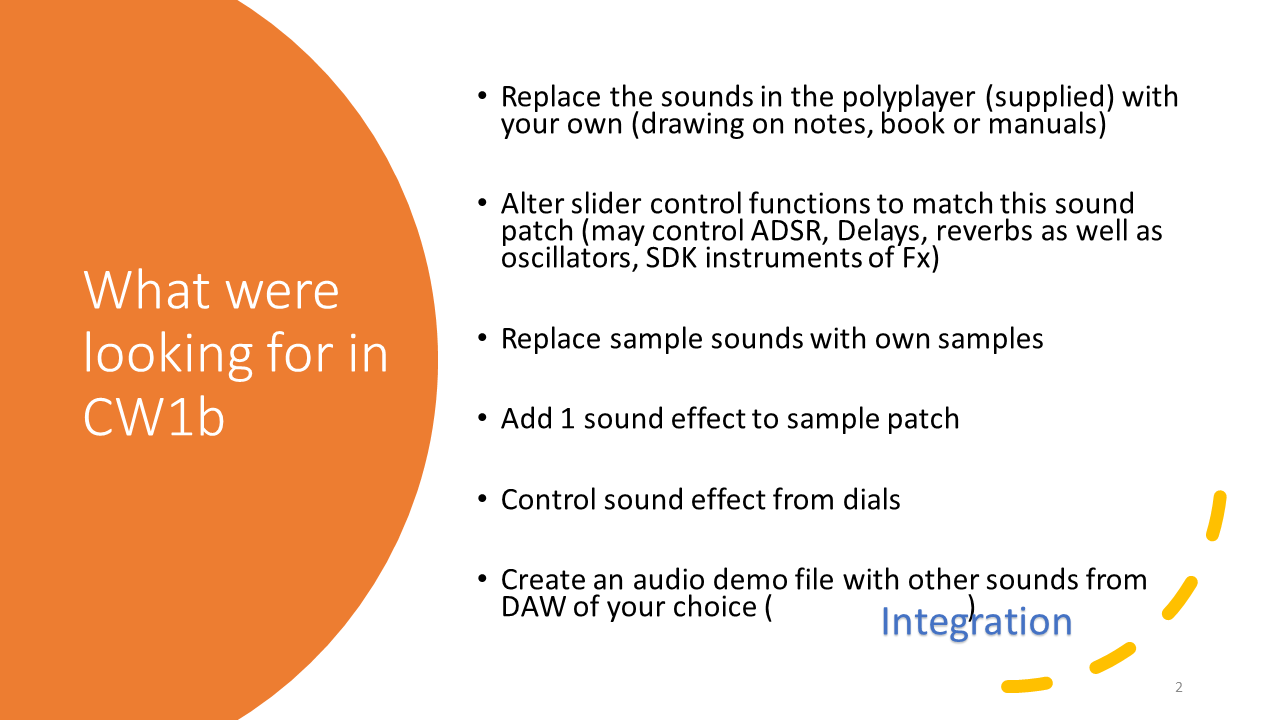 What were
looking for in
CW1b
• Replace the sounds in the polyplayer (supplied) with
your own (drawing on notes, book or manuals)
• Alter slider control functions to match this sound
patch (may control ADSR, Delays, reverbs as well as
oscillators, SDK instruments of Fx)
• Replace sample sounds with own samples
• Add 1 sound effect to sample patch
• Control sound effect from dials
• Create an audio demo file with other sounds from
DAW of your choice ( )
Integration
2